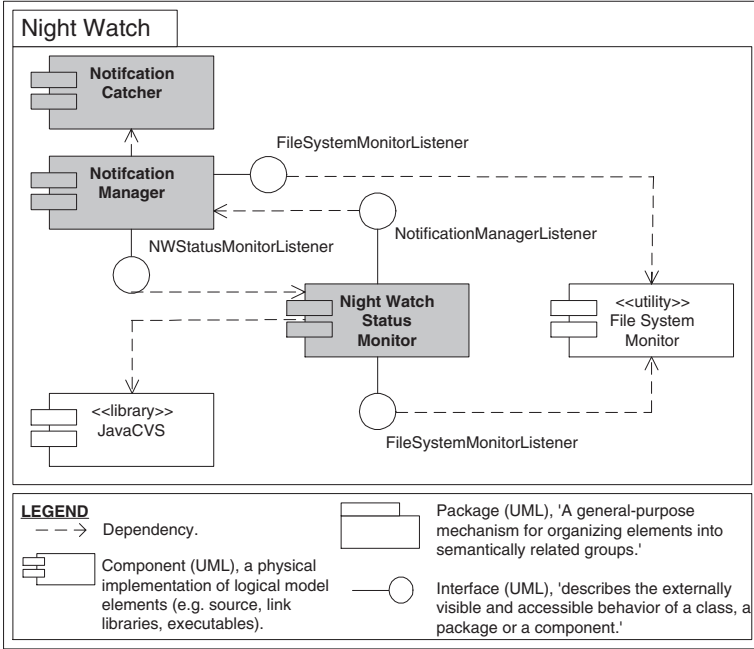 Night Watch
Notifcation
Catcher
FileSystemMonitorListener
Notifcation
Manager
NWStatusMonitorListener
NotificationManagerListener
Night Watch
Status
Monitor
<<utility>>
File System
Monitor
<<library>>
JavaCVS
FileSystemMonitorListener
LEGEND
Dependency.
Component (UML), a physical
implementation of logical model
elements (e.g. source, link
libraries, executables).
Package (UML), 'A general-purpose
mechanism for organizing elements into
semantically related groups.'
Interface (UML), 'describes the externally
visible and accessible behavior of a class, a
package or a component.'